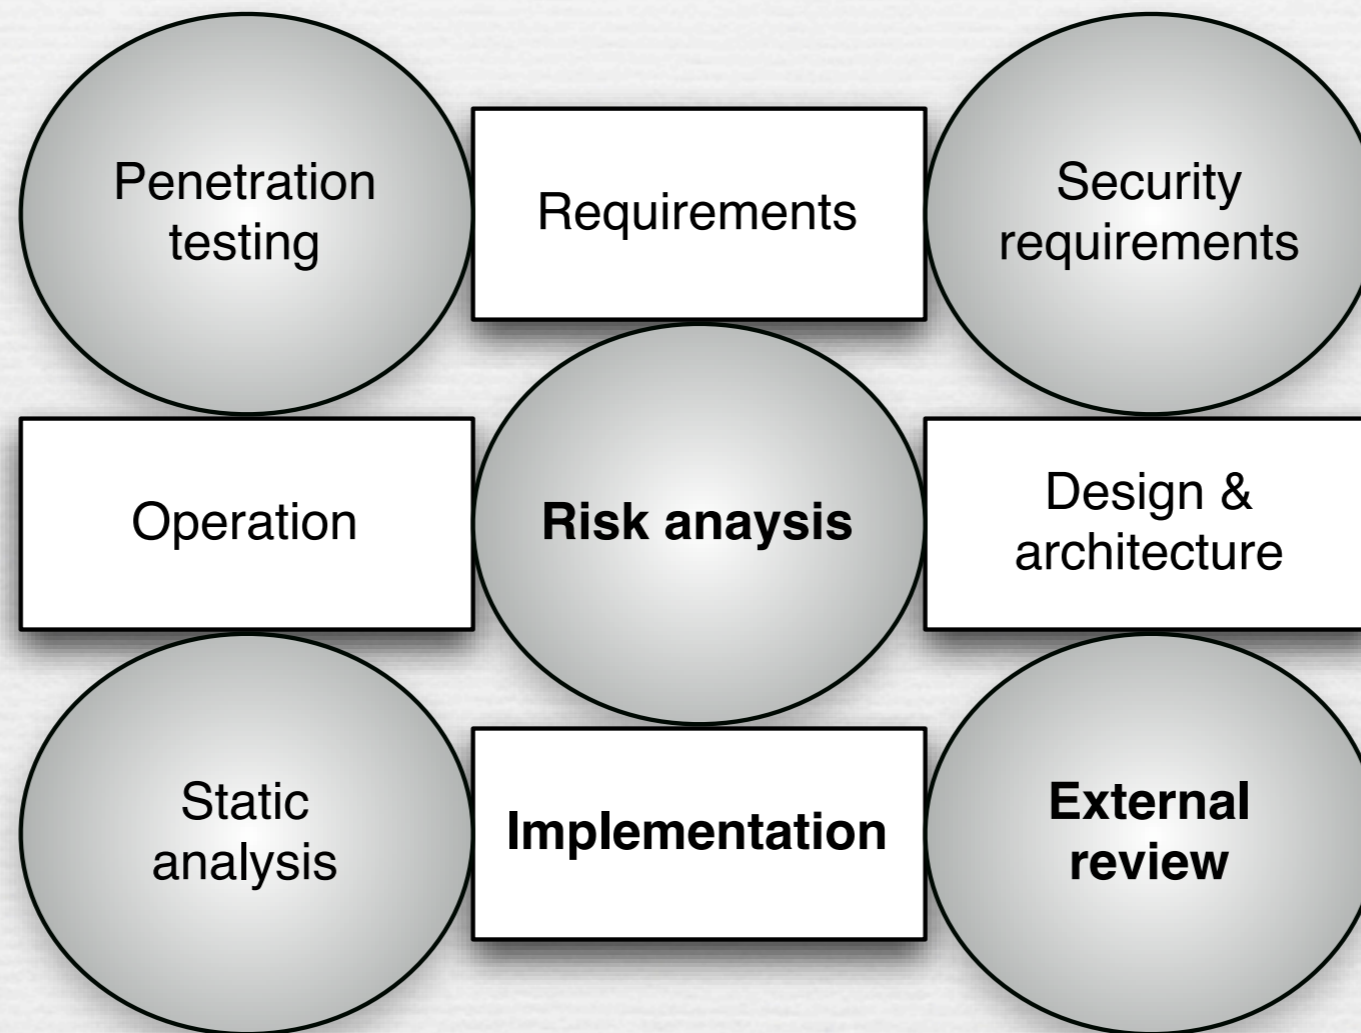 Penetration
testing
Requirements
Security
requirements
Operation
Risk anaysis
Design &
architecture
Static
analysis
Implementation
External
review